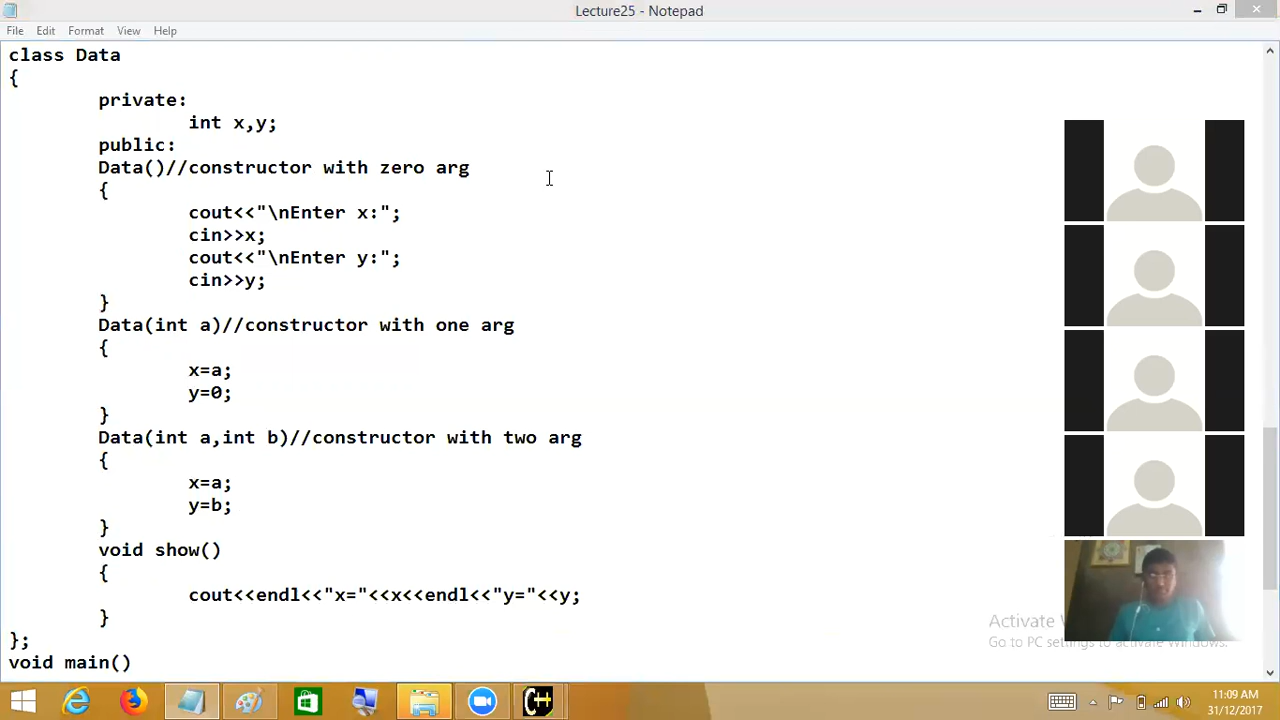 Lecture25 - Notepad
File Edit Format View Help
class Data
{
private:
int x,y;
public:
Data()//constructor with zero arg
{
cout<<"\nEnter x:";
cin>>x;
cout<<"\nEnter y:";
cin>>y;
}
Data(int a)//constructor with one arg
{
x=a;
y=0;
}
Data(int a,int b)//constructor with two arg
{
x=a;
y=b;
}
void show()
{
cout<<endl<<"x="<<x<<endl<<"y="<<y;
}
};
void main()
Activate
Go to PC settings to activate Windows.
C++
11:09 AM
31/12/2017